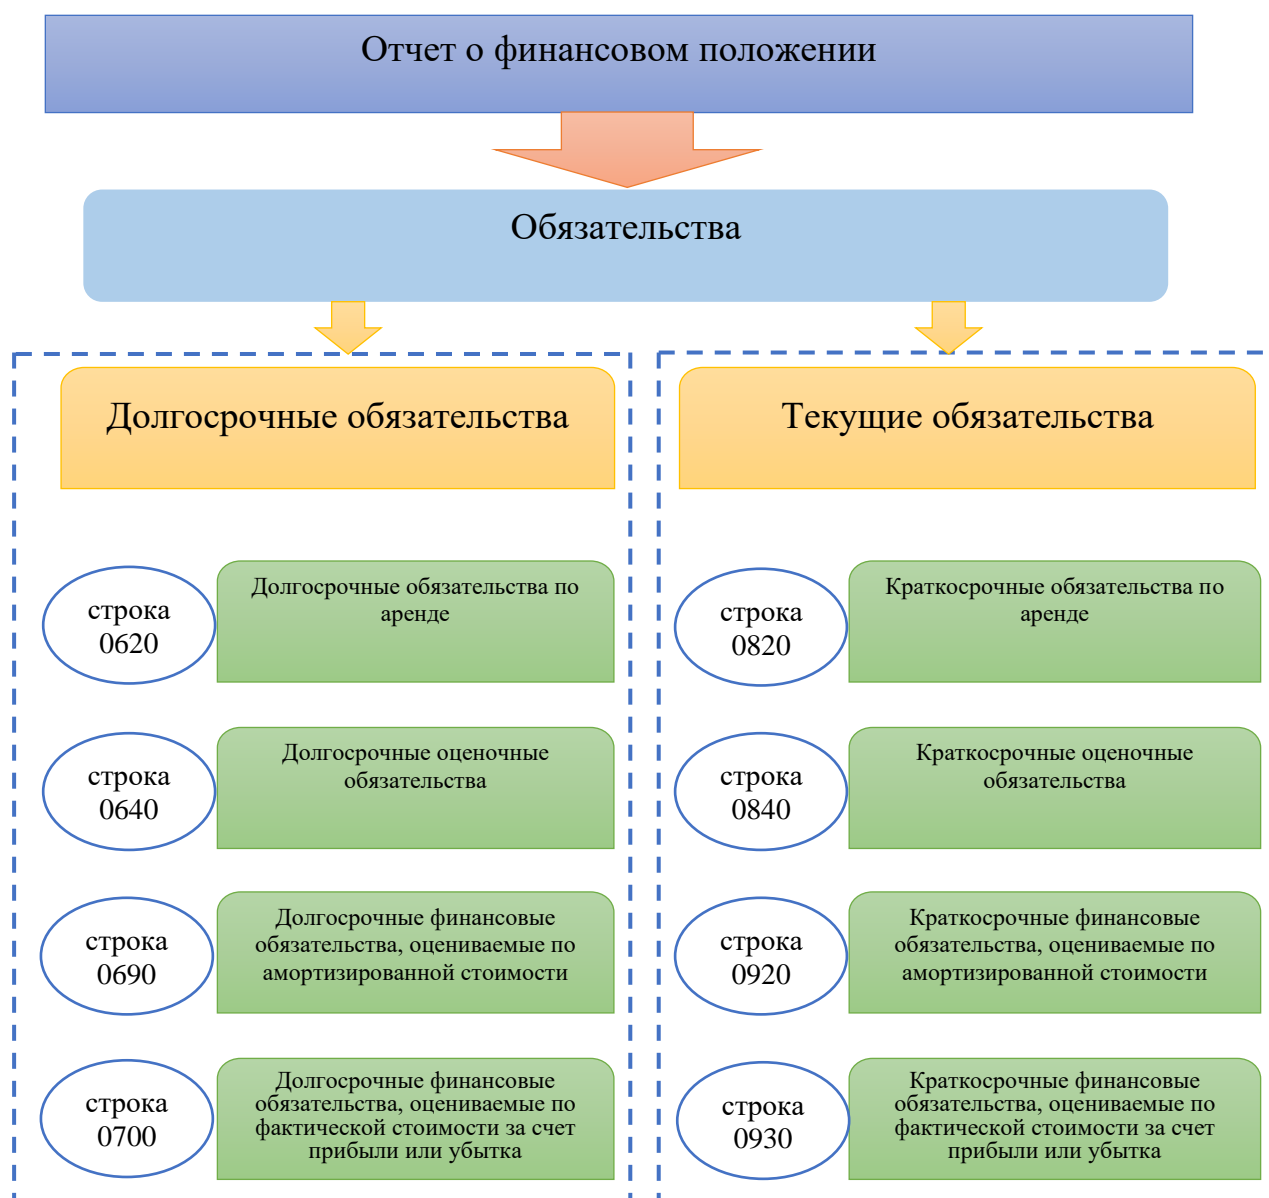 Отчет о финансовом положении
Обязательства
Долгосрочные обязательства
строка
0620
Долгосрочные обязательства по
аренде
строка
0640
Долгосрочные оценочные
обязательства
строка
0690
Долгосрочные финансовые
обязательства, оцениваемые по
амортизированной стоимости
строка
0700
Долгосрочные финансовые
обязательства, оцениваемые по
фактической стоимости за счет
прибыли или убытка
Текущие обязательства
строка
0820
Краткосрочные обязательства по
аренде
строка
0840
Краткосрочные оценочные
обязательства
строка
0920
Краткосрочные финансовые
обязательства, оцениваемые по
амортизированной стоимости
строка
0930
Краткосрочные финансовые
обязательства, оцениваемые по
фактической стоимости за счет
прибыли или убытка